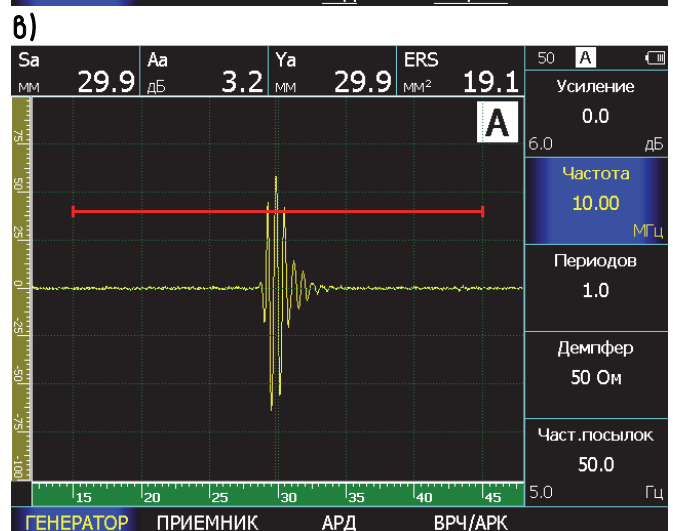 в)
Sa Aa Ya ERS 50 A
мм 29.9 дБ 3.2 мм 29.9 мм² 19.1
Усиление
0.0
6.0 дБ
A
Частота
10.00
МГц
Периодов
1.0
Демпфер
50 Ом
Част.посылок
50.0
5.0 Гц
75
50
25
0
-25
-50
-75
-100
15 20 25 30 35 40 45
ГЕНЕРАТОР ПРИЕМНИК АРД ВРЧ/АРК